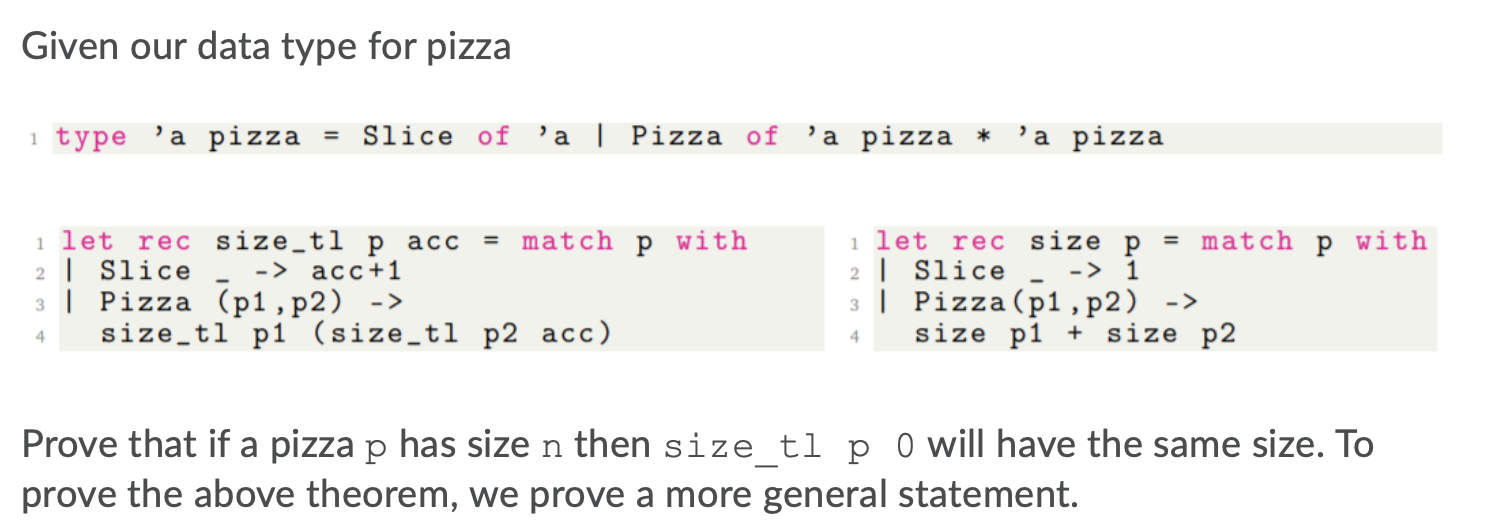 Given our data type for pizza
1 type 'a pizza = Slice of 'a | Pizza of 'a pizza * 'a pizza
1 let rec size_tl p acc = match p with
2 | Slice _ -> acc+1
3 | Pizza (p1,p2) ->
4 size_tl p1 (size_tl p2 acc)
1 let rec size p = match p with
2 | Slice _ -> 1
3 | Pizza(p1,p2) ->
4 size p1 + size p2
Prove that if a pizza p has size n then size_tl p 0 will have the same size. To
prove the above theorem, we prove a more general statement.